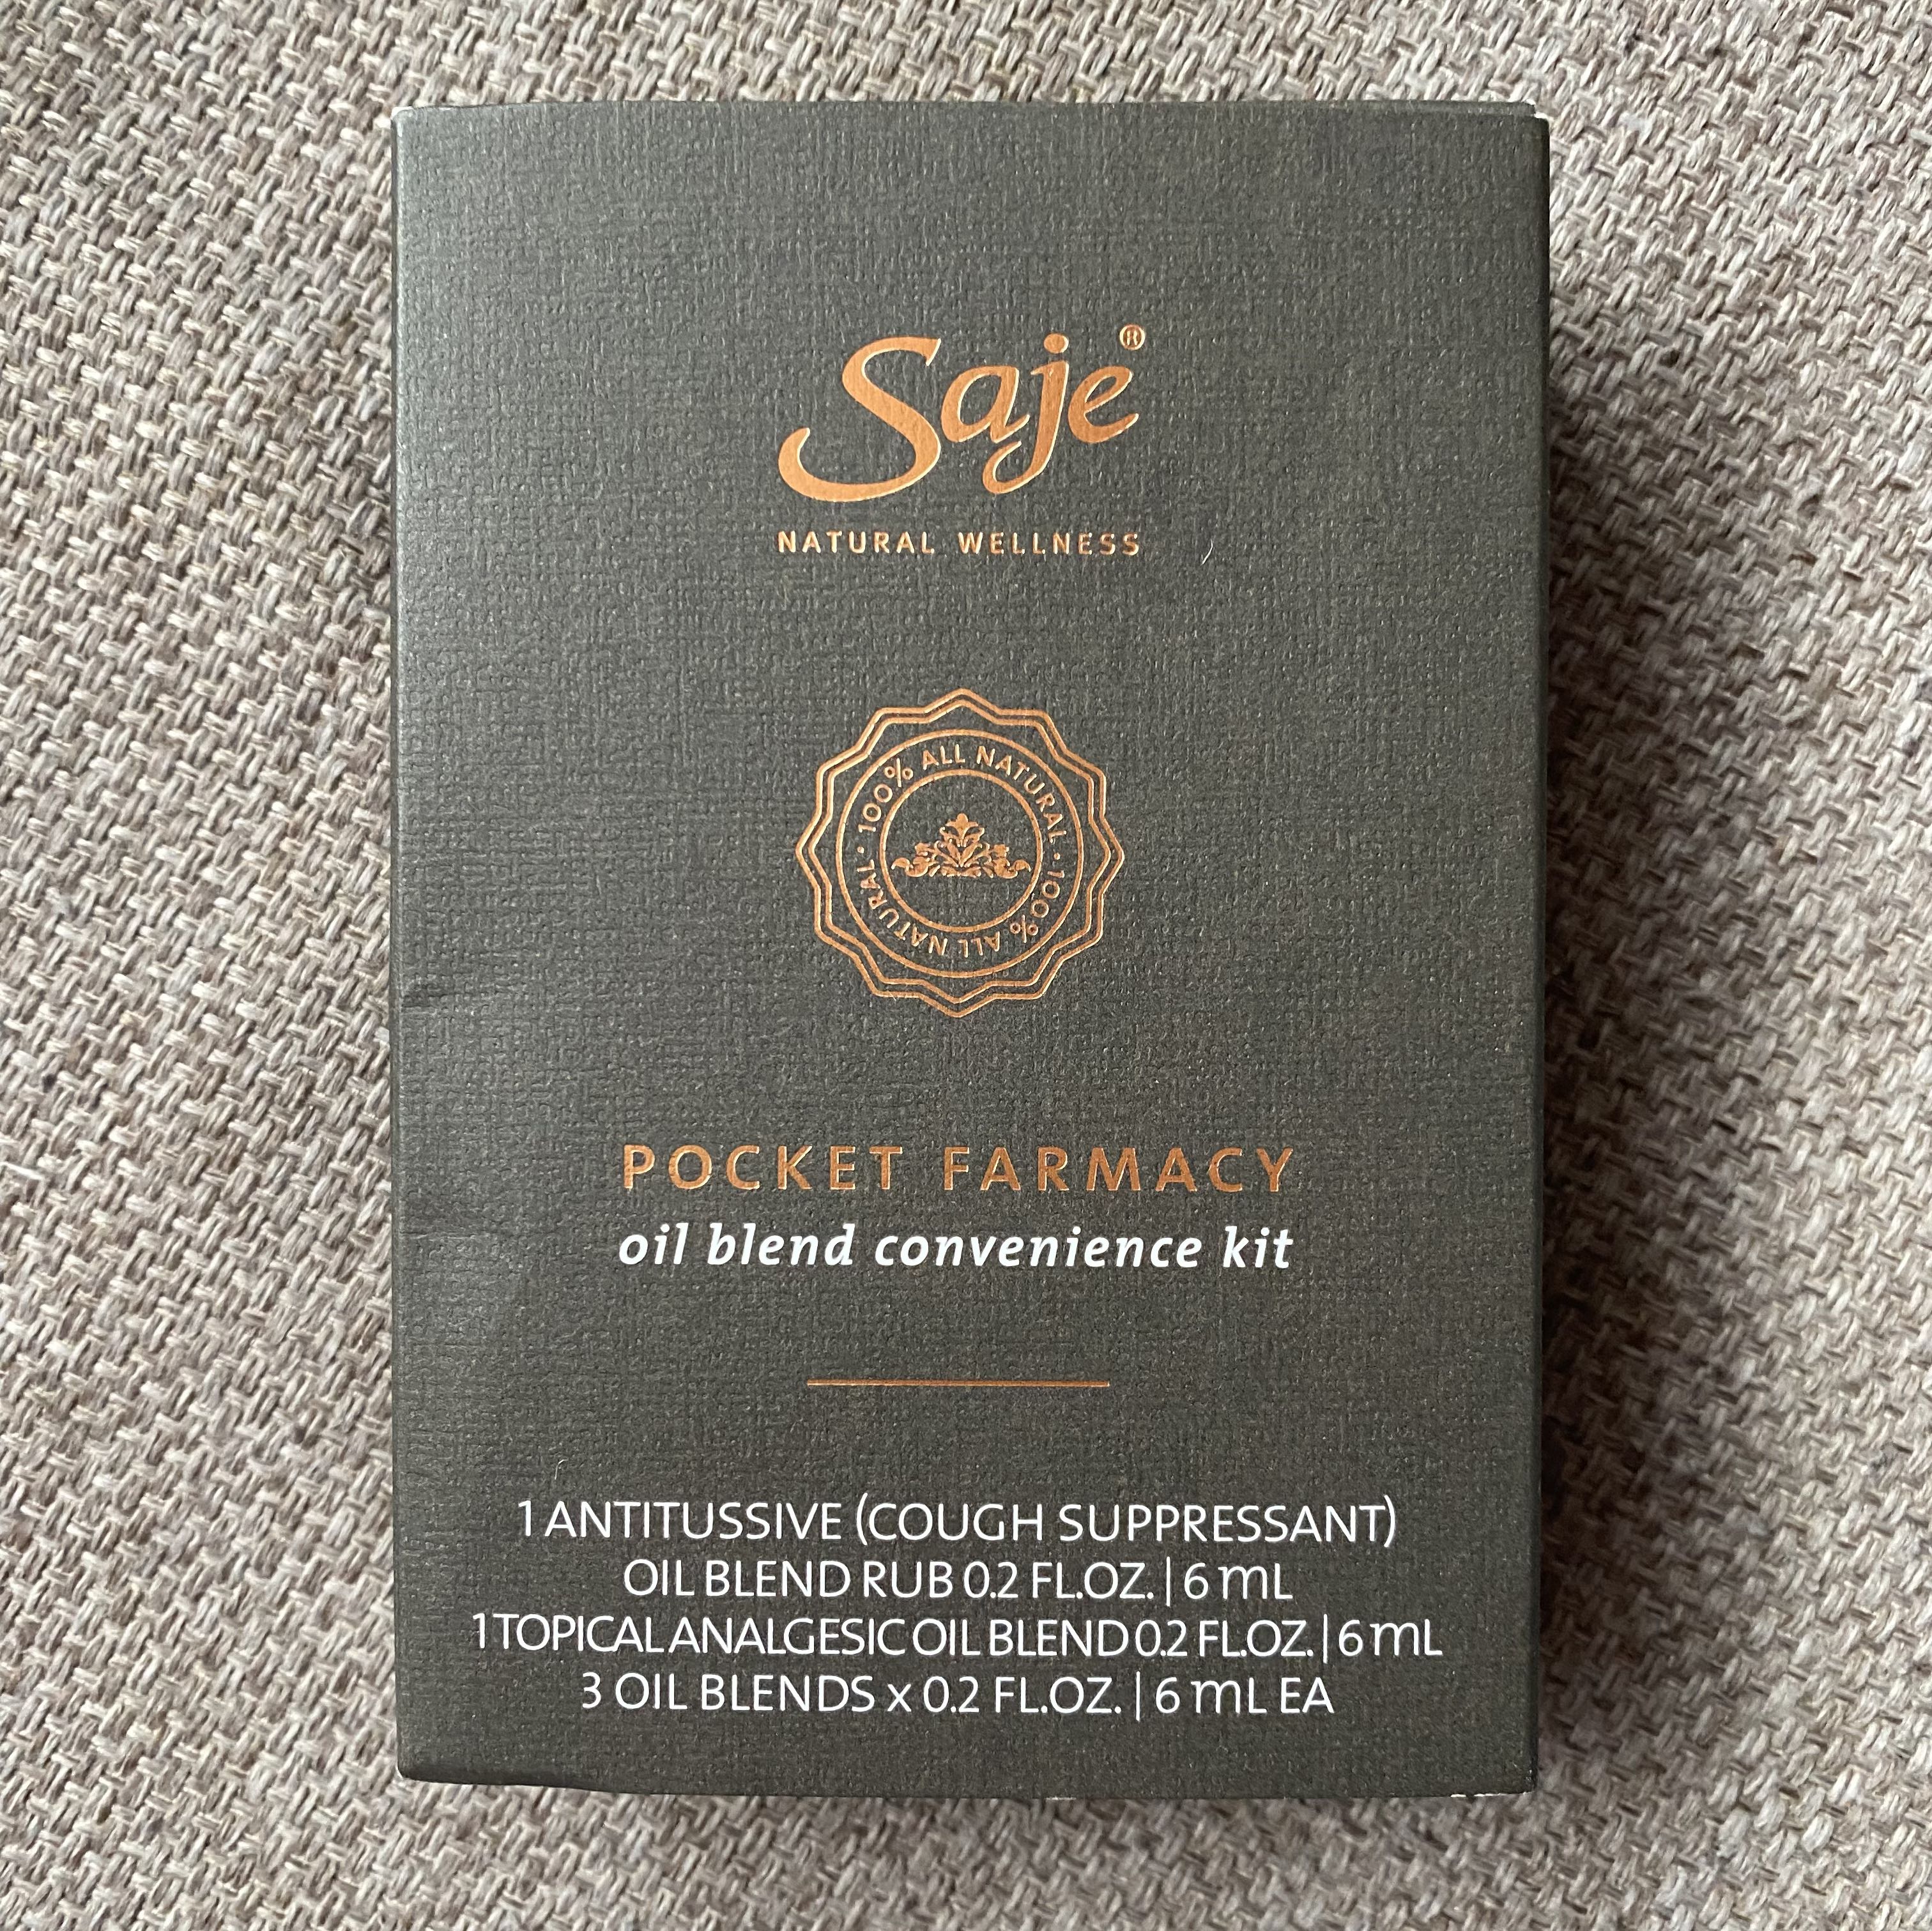 Saje®
NATURAL WELLNESS
100% ALL NATURAL • 100% ALL NATURAL •
POCKET FARMACY
oil blend convenience kit
1 ANTITUSSIVE (COUGH SUPPRESSANT)
OIL BLEND RUB 0.2 FL.OZ. | 6 mL
1 TOPICAL ANALGESIC OIL BLEND 0.2 FL.OZ. | 6 mL
3 OIL BLENDS x 0.2 FL.OZ. | 6 mL EA